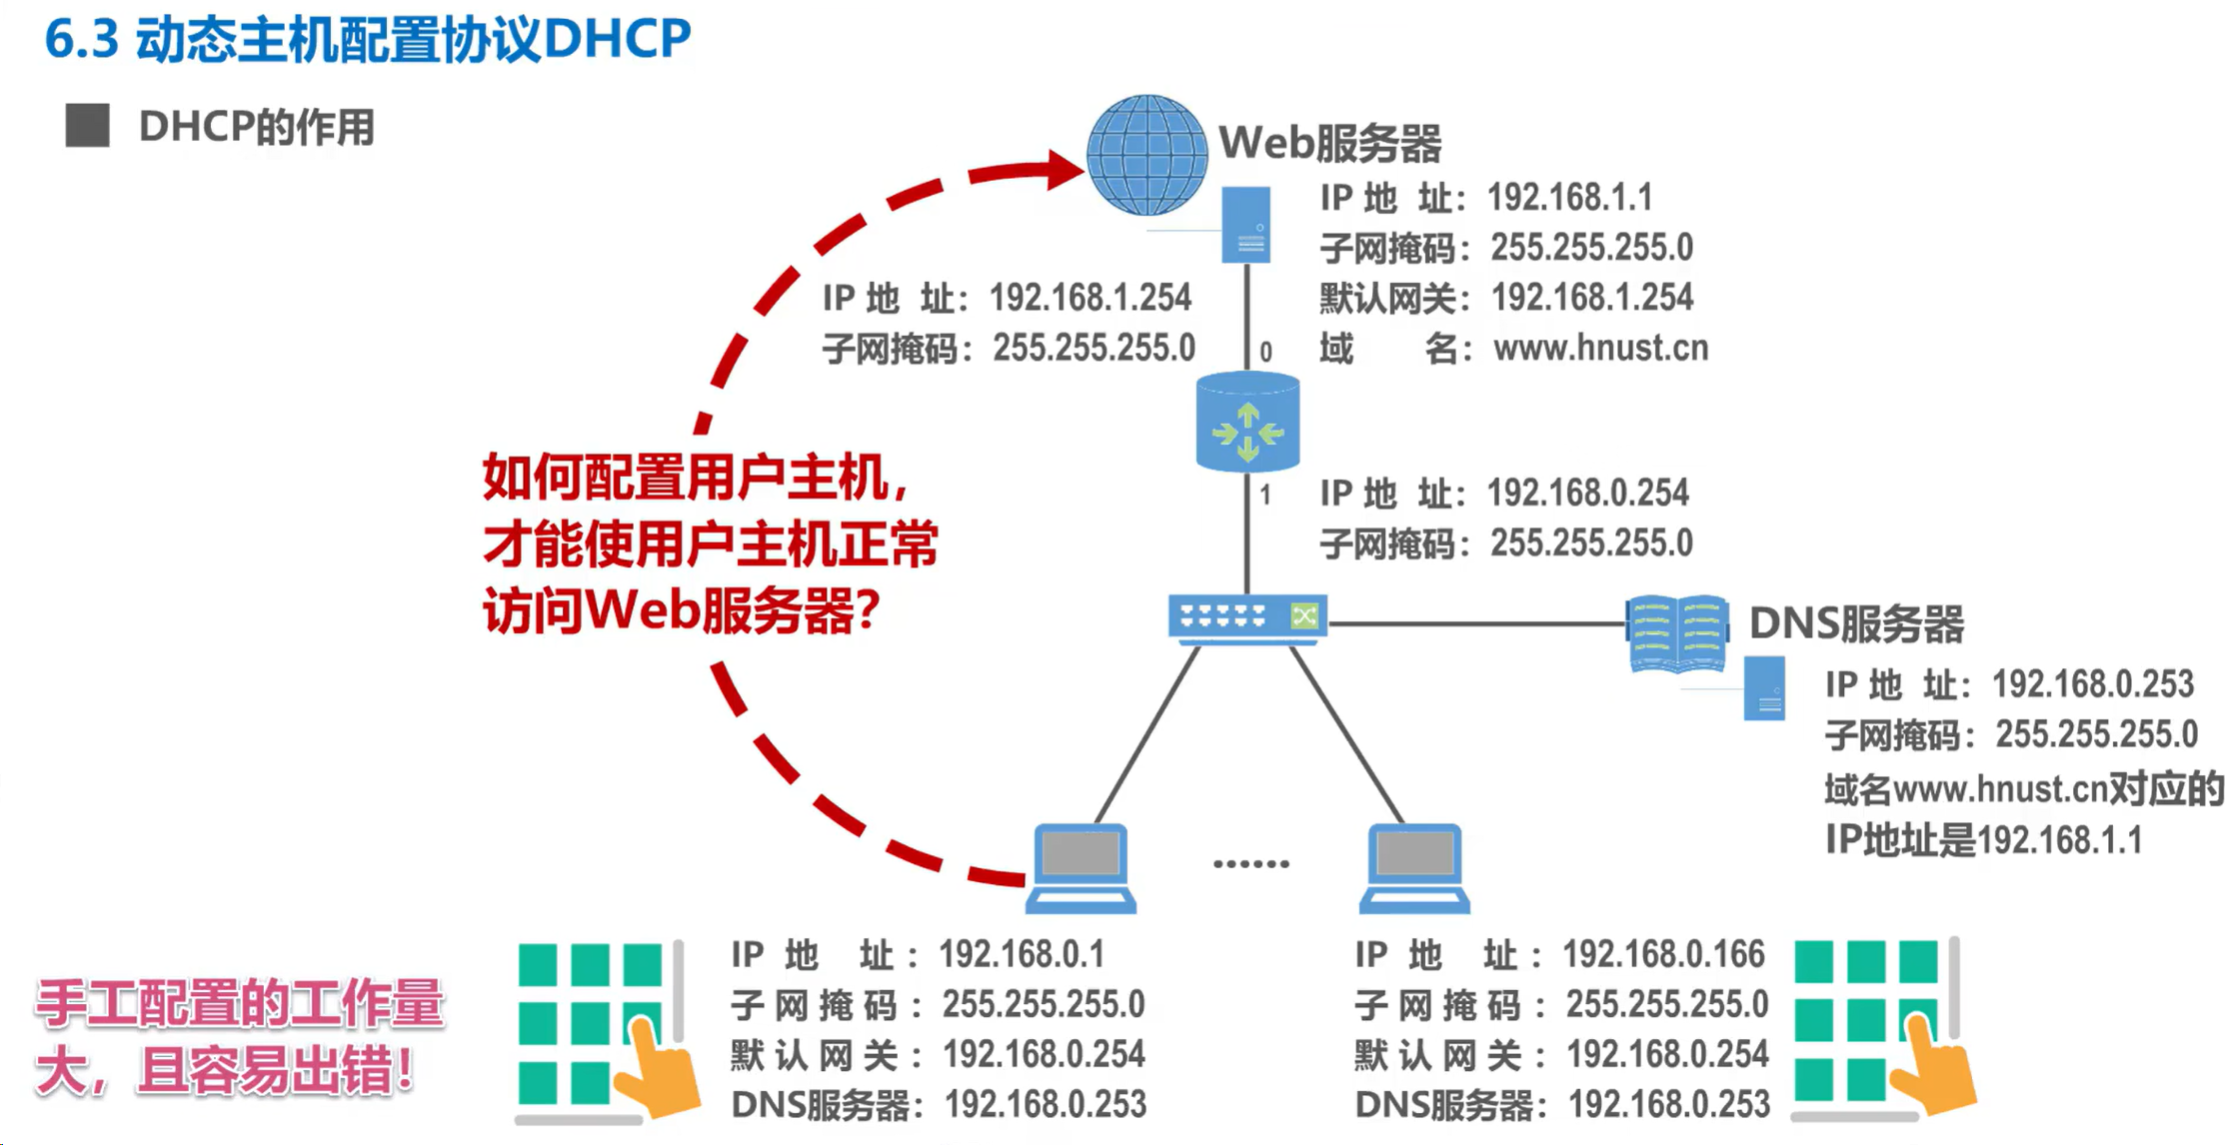 6.3 动态主机配置协议DHCP
DHCP的作用
Web服务器
IP 地 址：192.168.1.1
子网掩码：255.255.255.0
默认网关：192.168.1.254
域 名：www.hnust.cn
IP 地 址：192.168.1.254
子网掩码：255.255.255.0
0
如何配置用户主机，
才能使用户主机正常
访问Web服务器？
1
IP 地 址：192.168.0.254
子网掩码：255.255.255.0
DNS服务器
IP 地 址：192.168.0.253
子网掩码：255.255.255.0
域名www.hnust.cn对应的
IP地址是192.168.1.1
……
手工配置的工作量
大，且容易出错！
IP 地 址：192.168.0.1
子网掩码：255.255.255.0
默认网关：192.168.0.254
DNS服务器：192.168.0.253
IP 地 址：192.168.0.166
子网掩码：255.255.255.0
默认网关：192.168.0.254
DNS服务器：192.168.0.253